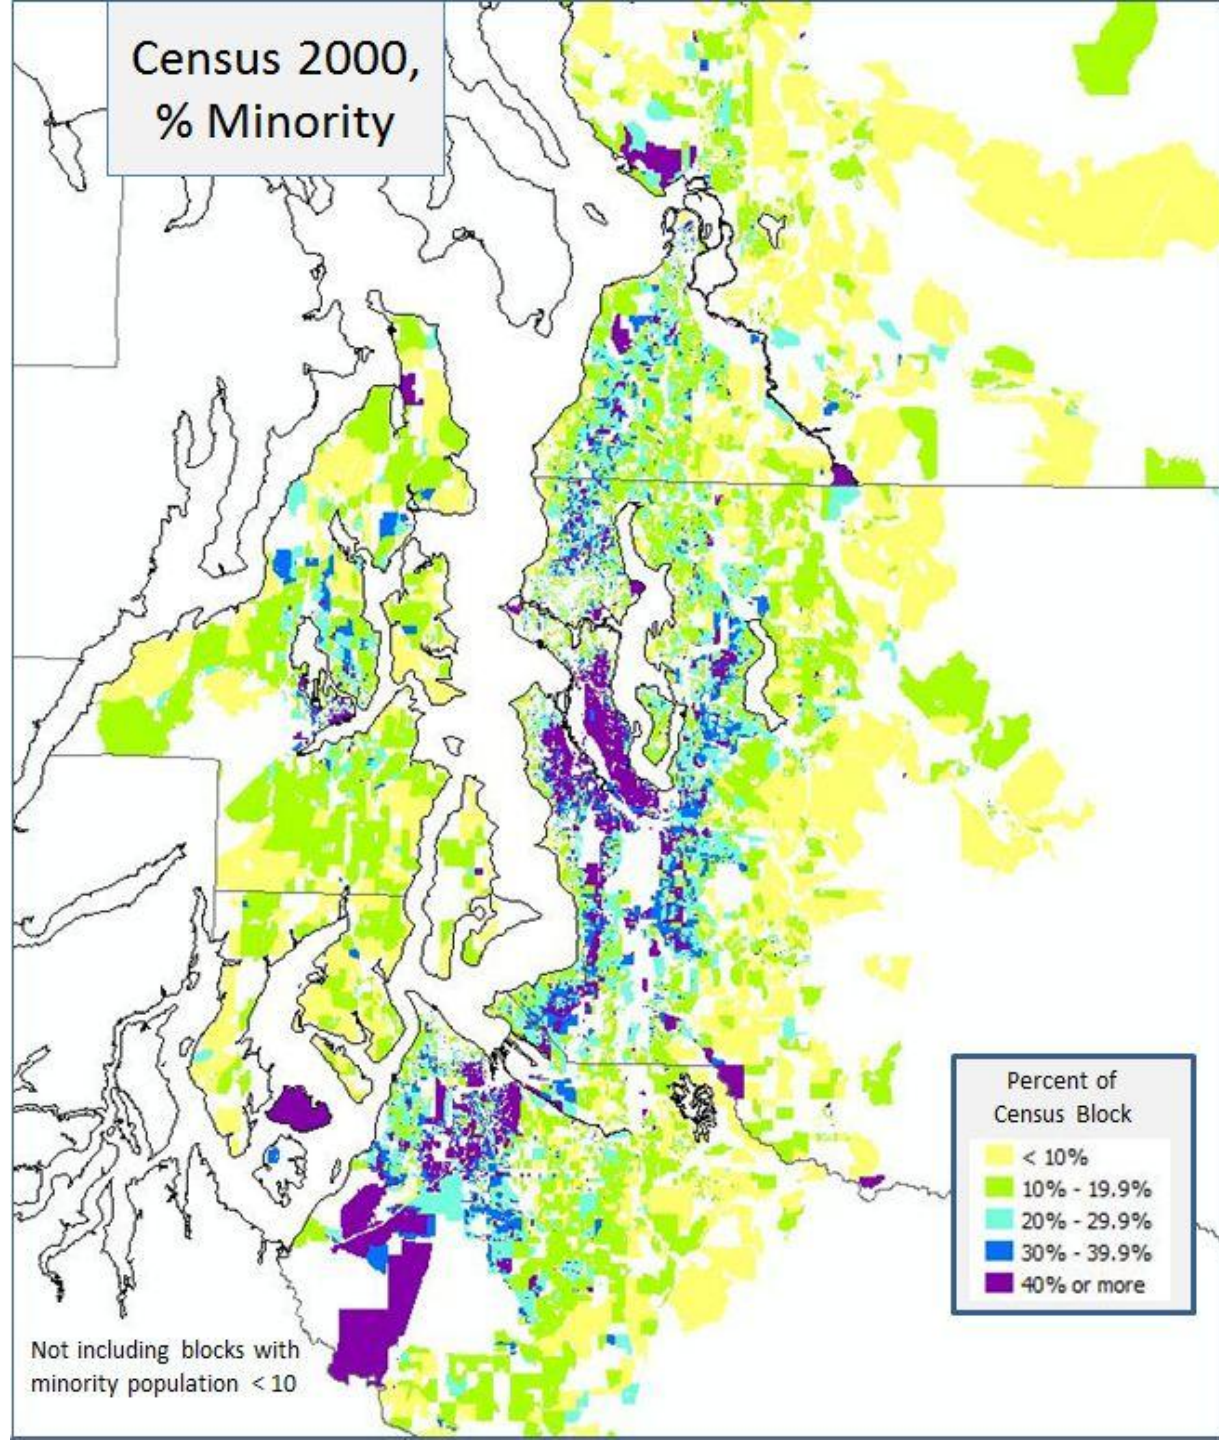 Census 2000,
% Minority
Percent of
Census Block
< 10%
10% - 19.9%
20% - 29.9%
30% - 39.9%
40% or more
Not including blocks with
minority population < 10